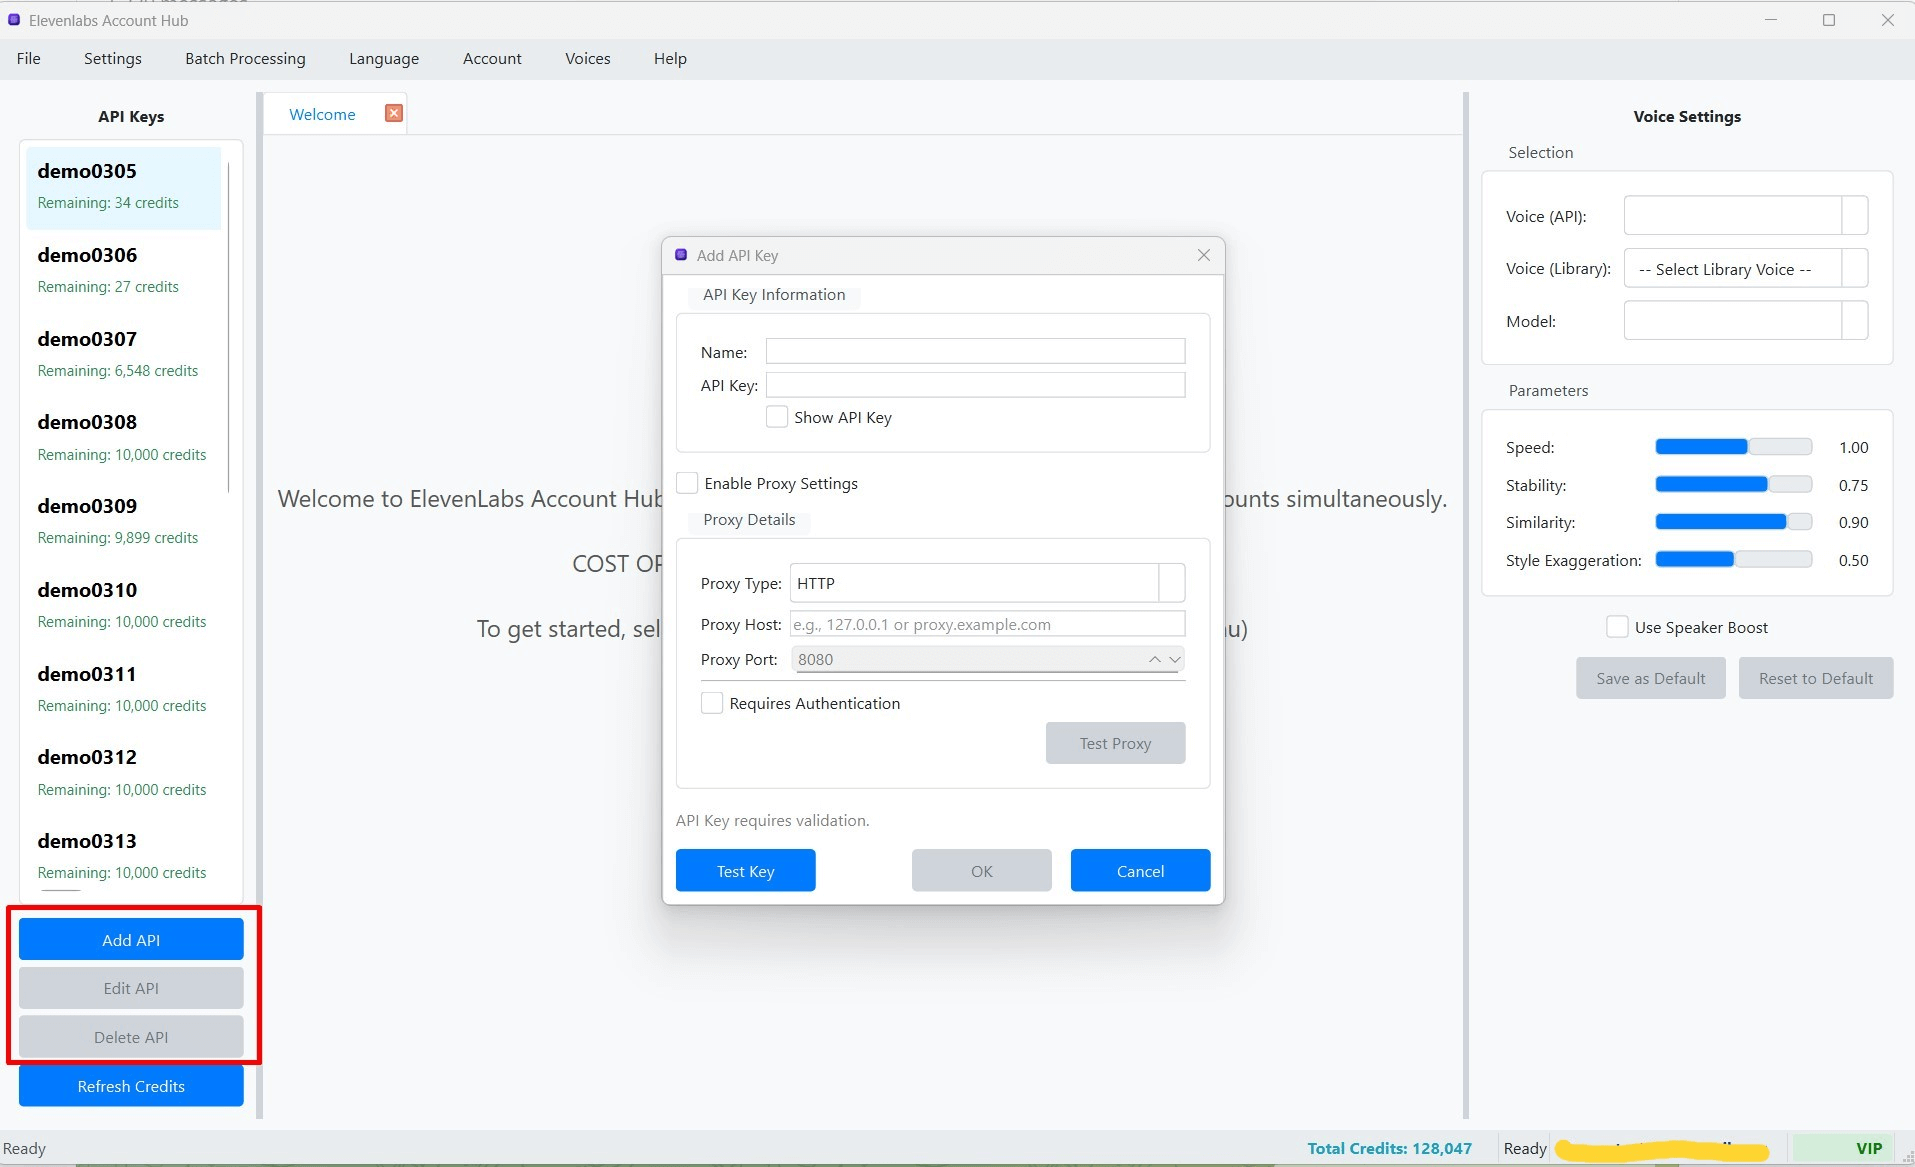 Elevenlabs Account Hub
File Settings Batch Processing Language Account Voices Help
API Keys
demo0305
Remaining: 34 credits
demo0306
Remaining: 27 credits
demo0307
Remaining: 6,548 credits
demo0308
Remaining: 10,000 credits
demo0309
Remaining: 9,899 credits
demo0310
Remaining: 10,000 credits
demo0311
Remaining: 10,000 credits
demo0312
Remaining: 10,000 credits
demo0313
Remaining: 10,000 credits
Add API
Edit API
Delete API
Refresh Credits
Welcome
Welcome to ElevenLabs Account Hub
simultaneously.
COST
To get started,
Add API Key
API Key Information
Name:
API Key:
Show API Key
Enable Proxy Settings
Proxy Details
Proxy Type: HTTP
Proxy Host: e.g., 127.0.0.1 or proxy.example.com
Proxy Port: 8080
Requires Authentication
Test Proxy
API Key requires validation.
Test Key OK Cancel
Voice Settings
Selection
Voice (API):
Voice (Library): -- Select Library Voice --
Model:
Parameters
Speed: 1.00
Stability: 0.75
Similarity: 0.90
Style Exaggeration: 0.50
Use Speaker Boost
Save as Default Reset to Default
Ready Total Credits: 128,047 Ready VIP